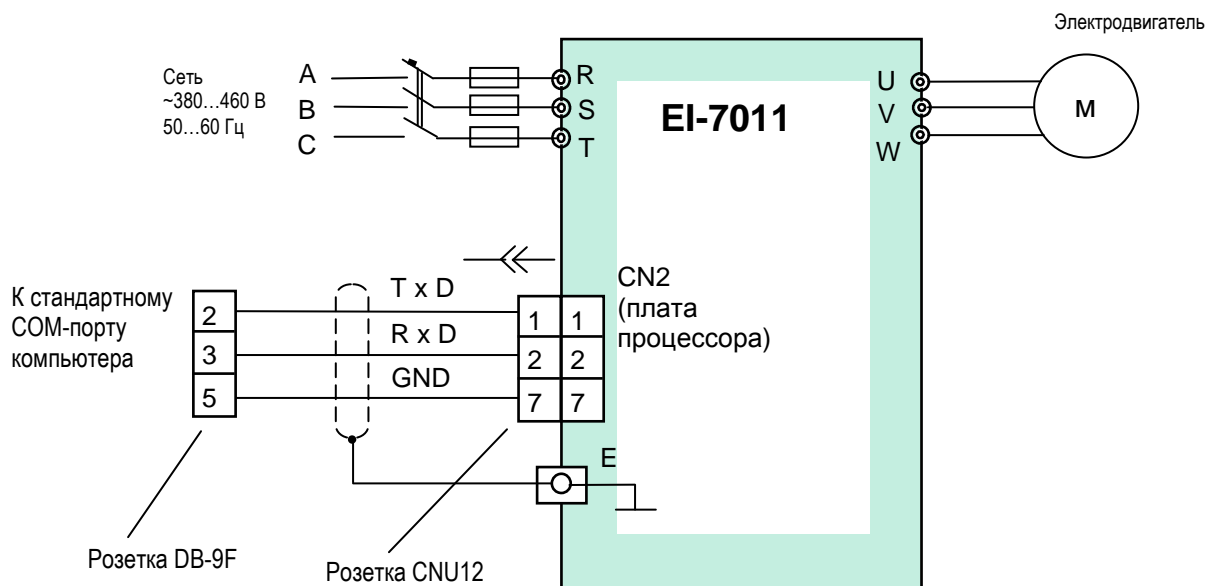 Электродвигатель
Сеть
~380...460 В
50...60 Гц
A
B
C
R
S
T
EI-7011
U
V
W
M
К стандартному
COM-порту
компьютера
2
3
5
T x D
R x D
GND
1 1
2 2
7 7
CN2
(плата
процессора)
E
Розетка DB-9F
Розетка CNU12